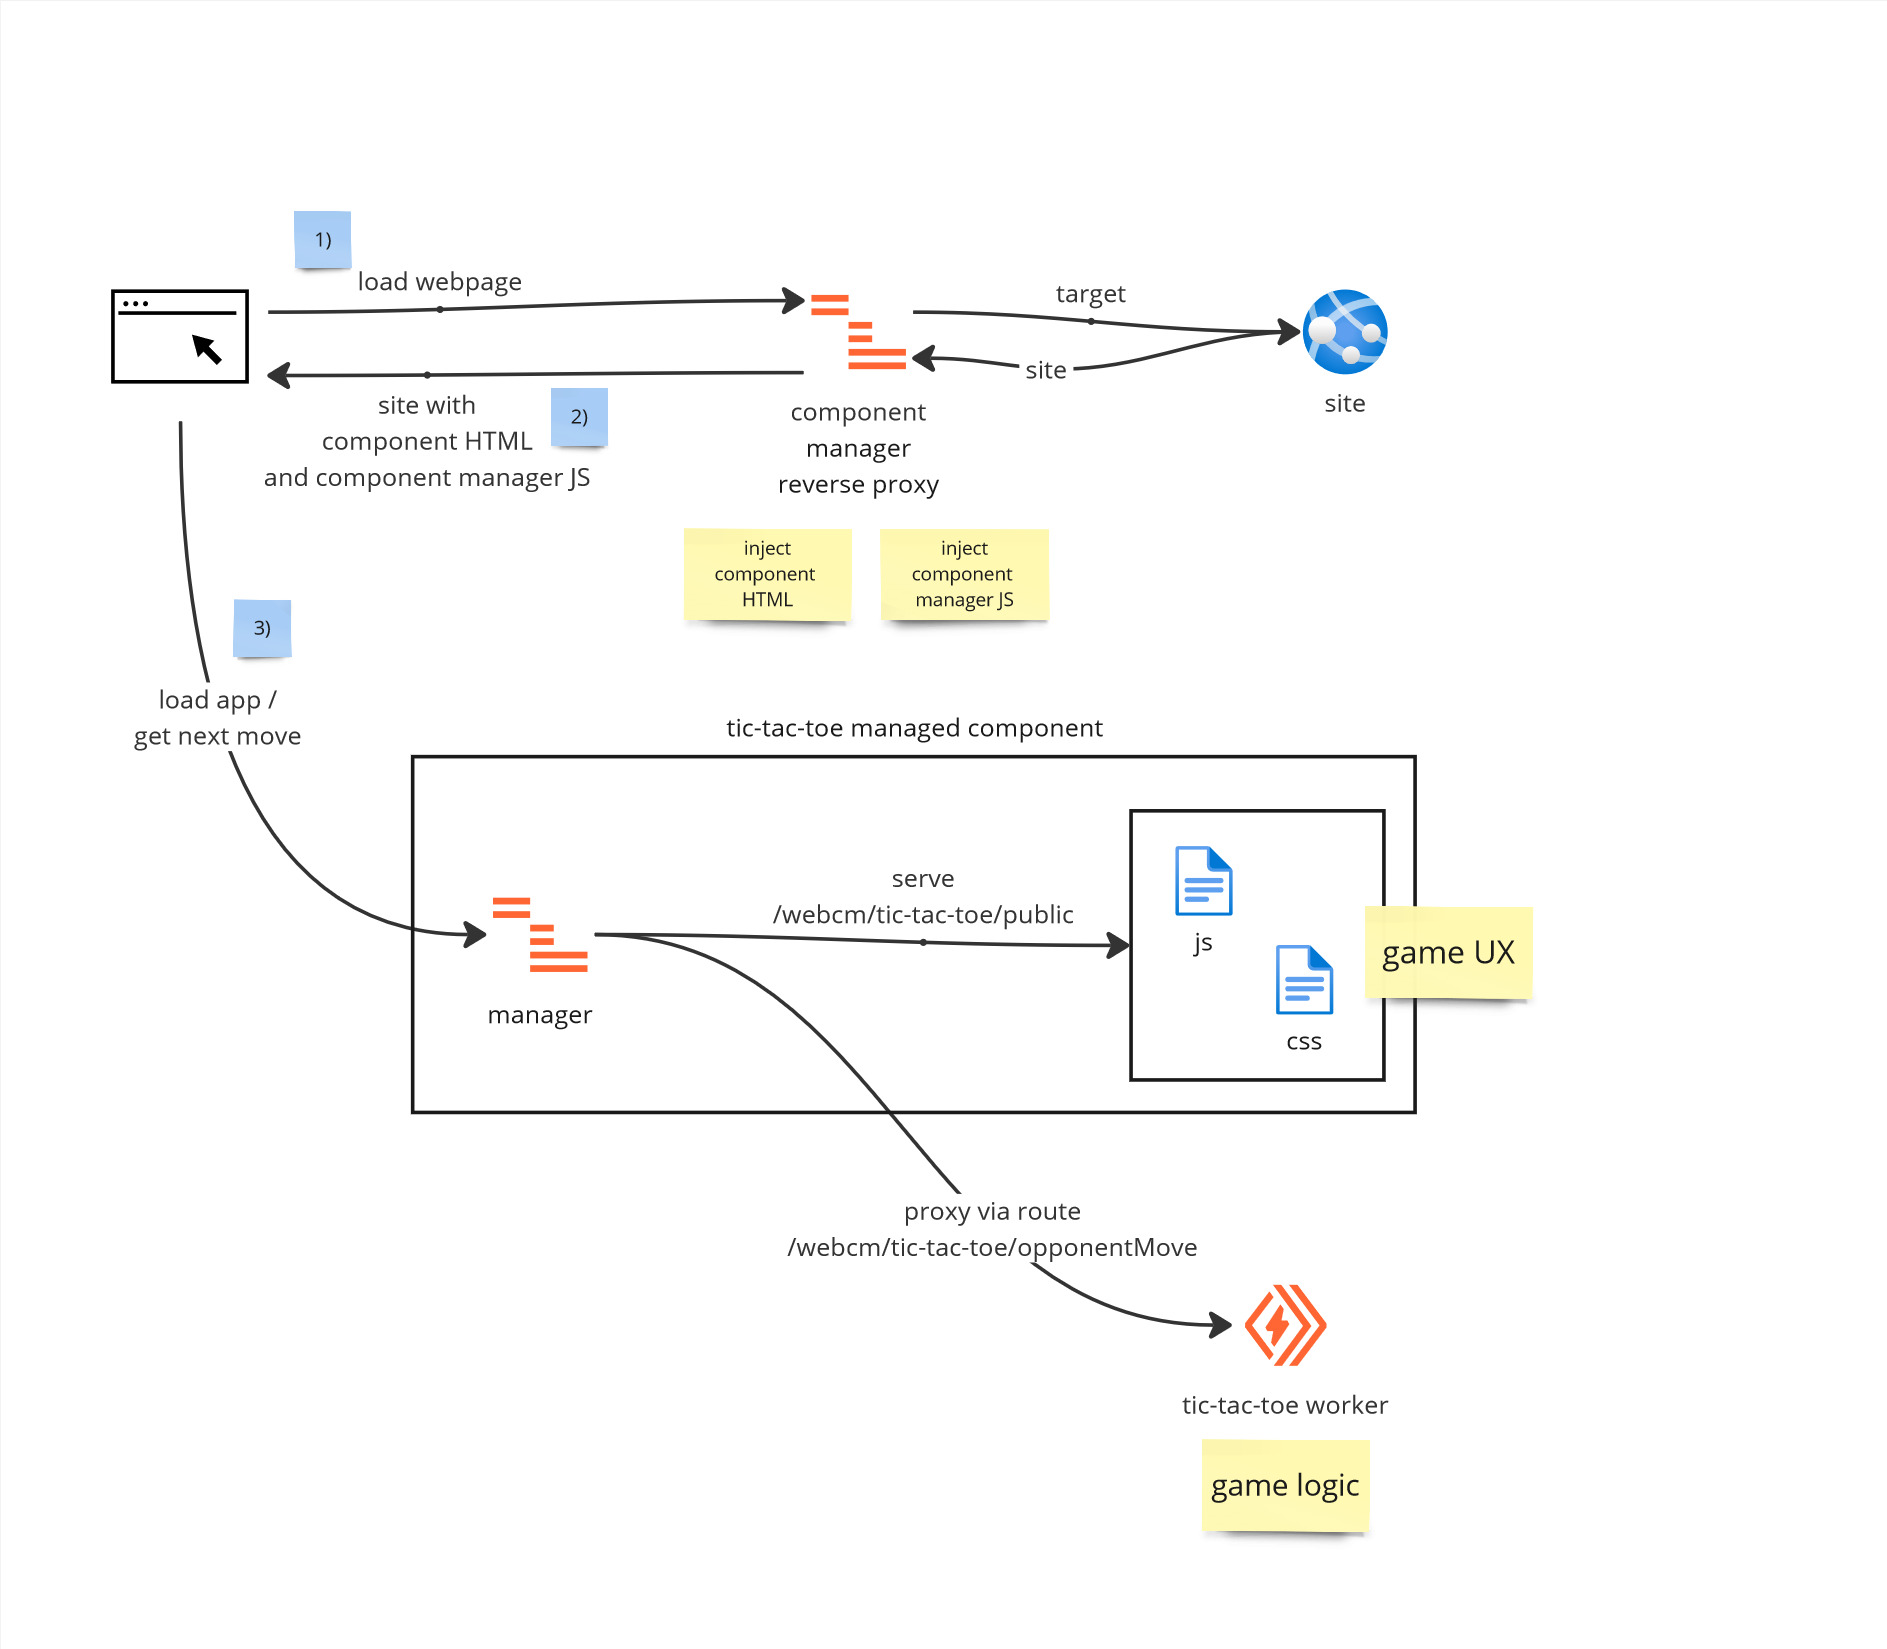 1)
load webpage
target
site
site
site with
component HTML
and component manager JS
2)
component
manager
reverse proxy
inject
component
HTML
inject
component
manager JS
3)
load app /
get next move
tic-tac-toe managed component
serve
/webcm/tic-tac-toe/public
js
css
game UX
manager
proxy via route
/webcm/tic-tac-toe/opponentMove
tic-tac-toe worker
game logic